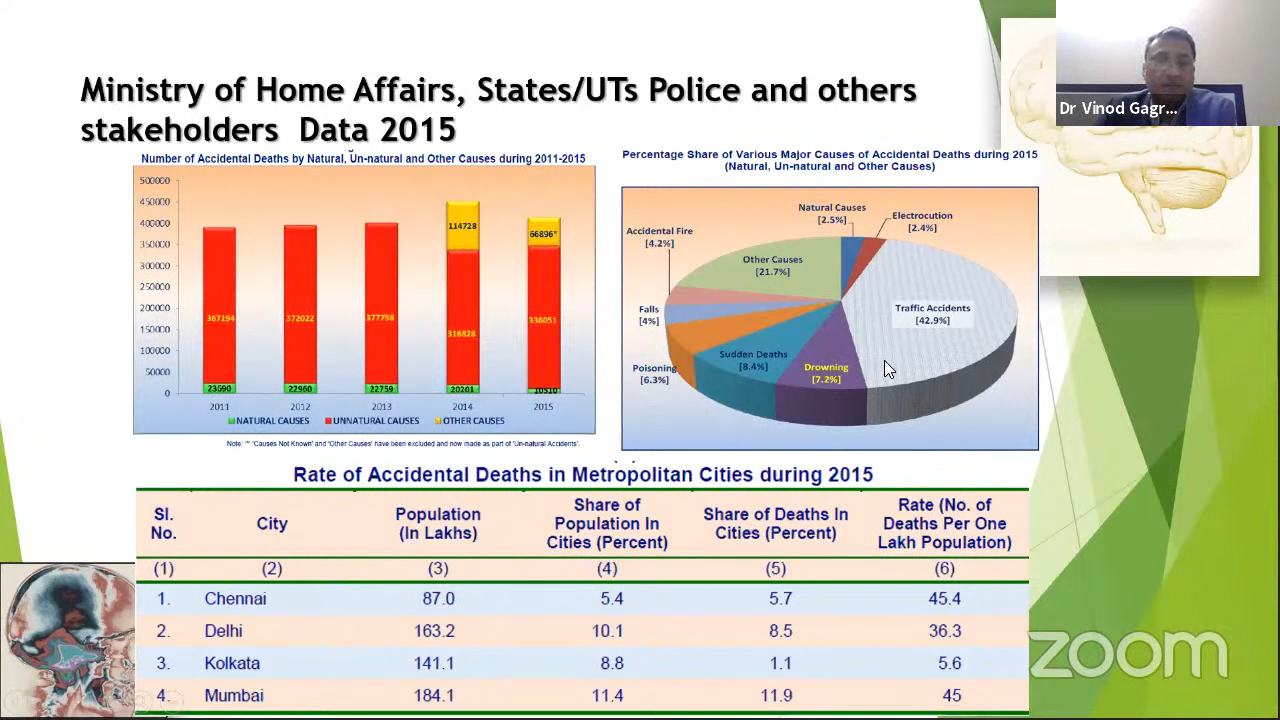 Ministry of Home Affairs, States/UTs Police and others
stakeholders Data 2015
Dr Vinod Gagr...
Number of Accidental Deaths by Natural, Un-natural and Other Causes during 2011-2015
500000
450000
400000
350000
300000
250000
200000
150000
100000
50000
0
114728
66896*
367194
372022
377758
316828
336051
23690
22960
22759
20201
10510
2011
2012
2013
2014
2015
NATURAL CAUSES
UNNATURAL CAUSES
OTHER CAUSES
Note: '*' 'Causes Not Known' and 'Other Causes' have been excluded and now made as part of 'Un-natural Accidents'.
Percentage Share of Various Major Causes of Accidental Deaths during 2015
(Natural, Un-natural and Other Causes)
Natural Causes
[2.5%]
Electrocution
[2.4%]
Accidental Fire
[4.2%]
Other Causes
[21.7%]
Falls
[4%]
Traffic Accidents
[42.9%]
Poisoning
[6.3%]
Sudden Deaths
[8.4%]
Drowning
[7.2%]
Rate of Accidental Deaths in Metropolitan Cities during 2015
Sl. No. City Population (In Lakhs) Share of Population In Cities (Percent) Share of Deaths In Cities (Percent) Rate (No. of Deaths Per One Lakh Population)
(1) (2) (3) (4) (5) (6)
1. Chennai 87.0 5.4 5.7 45.4
2. Delhi 163.2 10.1 8.5 36.3
3. Kolkata 141.1 8.8 1.1 5.6
4. Mumbai 184.1 11.4 11.9 45
zoom